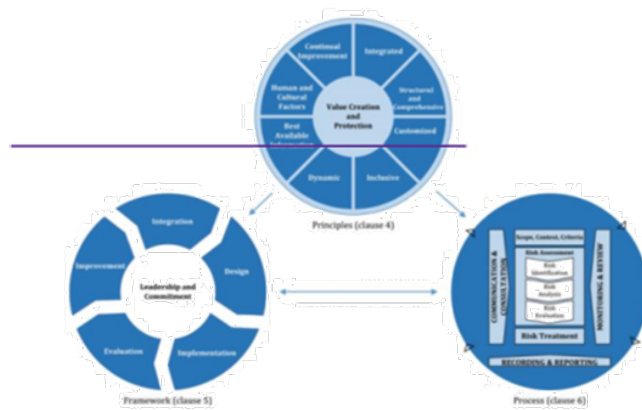 Continual
Improvement
Integrated
Human and
Cultural
Factors
Structural
and
Comprehensive
Value Creation
and
Protection
Best
Available
Information
Customized
Dynamic
Inclusive
Principles (clause 4)
Integration
Improvement
Design
Leadership and
Commitment
Evaluation
Implementation
Framework (clause 5)
Scope, Context, Criteria
Risk Assessment
Risk
Identification
Risk
Analysis
Risk
Evaluation
Risk Treatment
COMMUNICATION &
CONSULTATION
MONITORING & REVIEW
RECORDING & REPORTING
Process (clause 6)